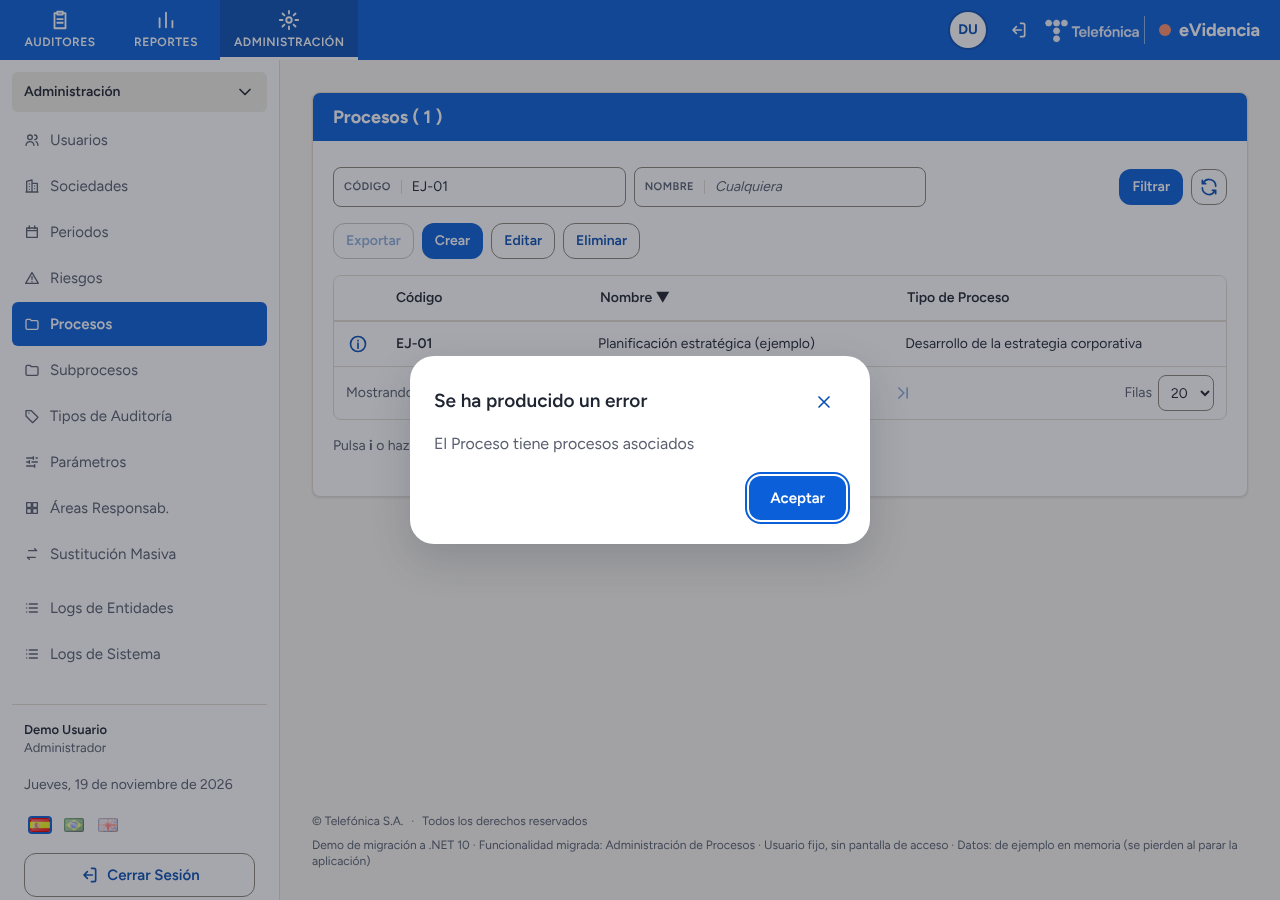 AUDITORES
REPORTES
ADMINISTRACIÓN
DU
Telefónica
eVidencia
Administración
Usuarios
Sociedades
Periodos
Riesgos
Procesos
Subprocesos
Tipos de Auditoría
Parámetros
Áreas Responsab.
Sustitución Masiva
Logs de Entidades
Logs de Sistema
Demo Usuario
Administrador
Jueves, 19 de noviembre de 2026
Cerrar Sesión
Procesos ( 1 )
CÓDIGO EJ-01
NOMBRE Cualquiera
Filtrar
Exportar
Crear
Editar
Eliminar
Código Nombre ▼ Tipo de Proceso
EJ-01 Planificación estratégica (ejemplo) Desarrollo de la estrategia corporativa
Filas 20
Pulsa i o
Se ha producido un error
El Proceso tiene procesos asociados
Aceptar
© Telefónica S.A. · Todos los derechos reservados
Demo de migración a .NET 10 · Funcionalidad migrada: Administración de Procesos · Usuario fijo, sin pantalla de acceso · Datos: de ejemplo en memoria (se pierden al parar la
aplicación)